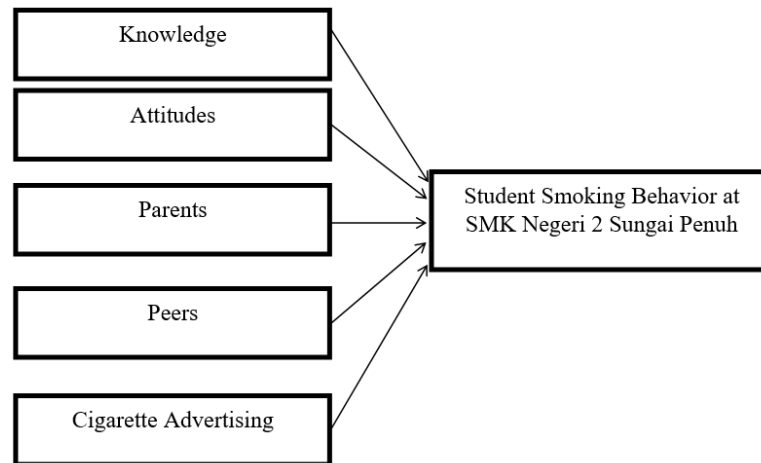 Knowledge
Attitudes
Parents
Peers
Cigarette Advertising
Student Smoking Behavior at
SMK Negeri 2 Sungai Penuh